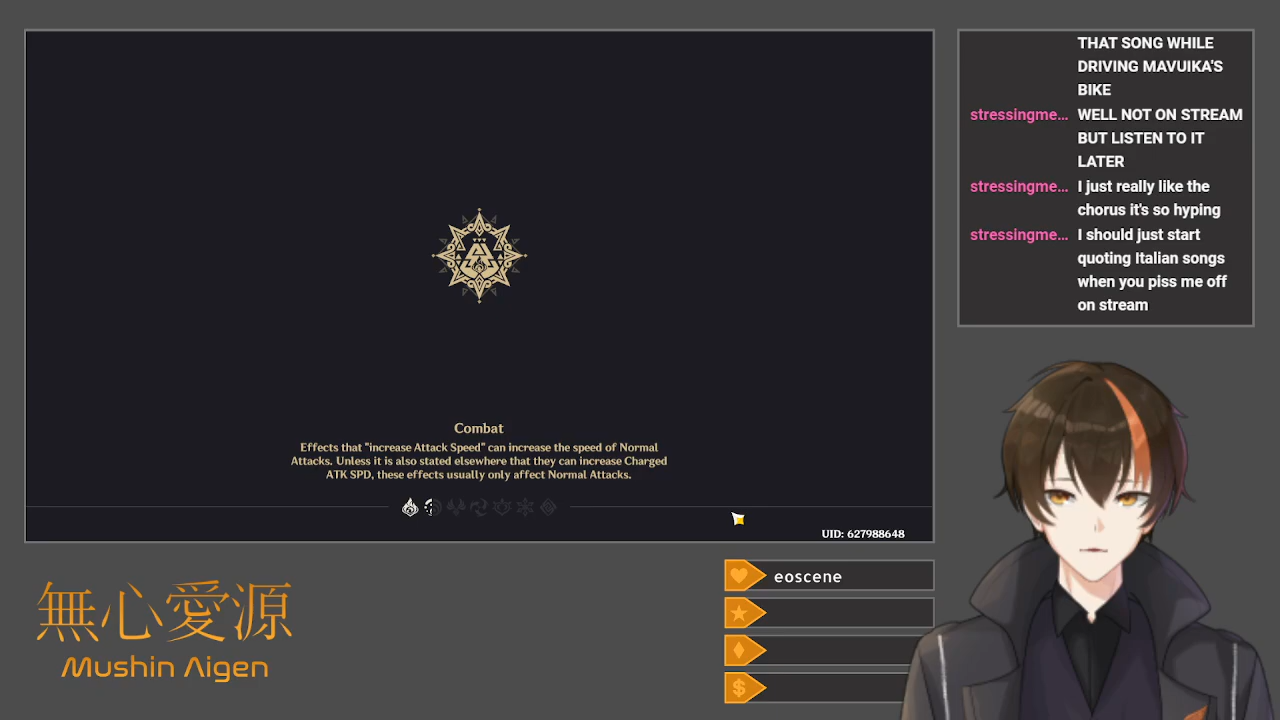 THAT SONG WHILE
DRIVING MAVUIKA'S
BIKE
stressingme... WELL NOT ON STREAM
BUT LISTEN TO IT
LATER
stressingme... I just really like the
chorus it's so hyping
stressingme... I should just start
quoting Italian songs
when you piss me off
on stream
Combat
Effects that "increase Attack Speed" can increase the speed of Normal
Attacks. Unless it is also stated elsewhere that they can increase Charged
ATK SPD, these effects usually only affect Normal Attacks.
UID: 627988648
eoscene
無心愛源
Mushin Aigen
$